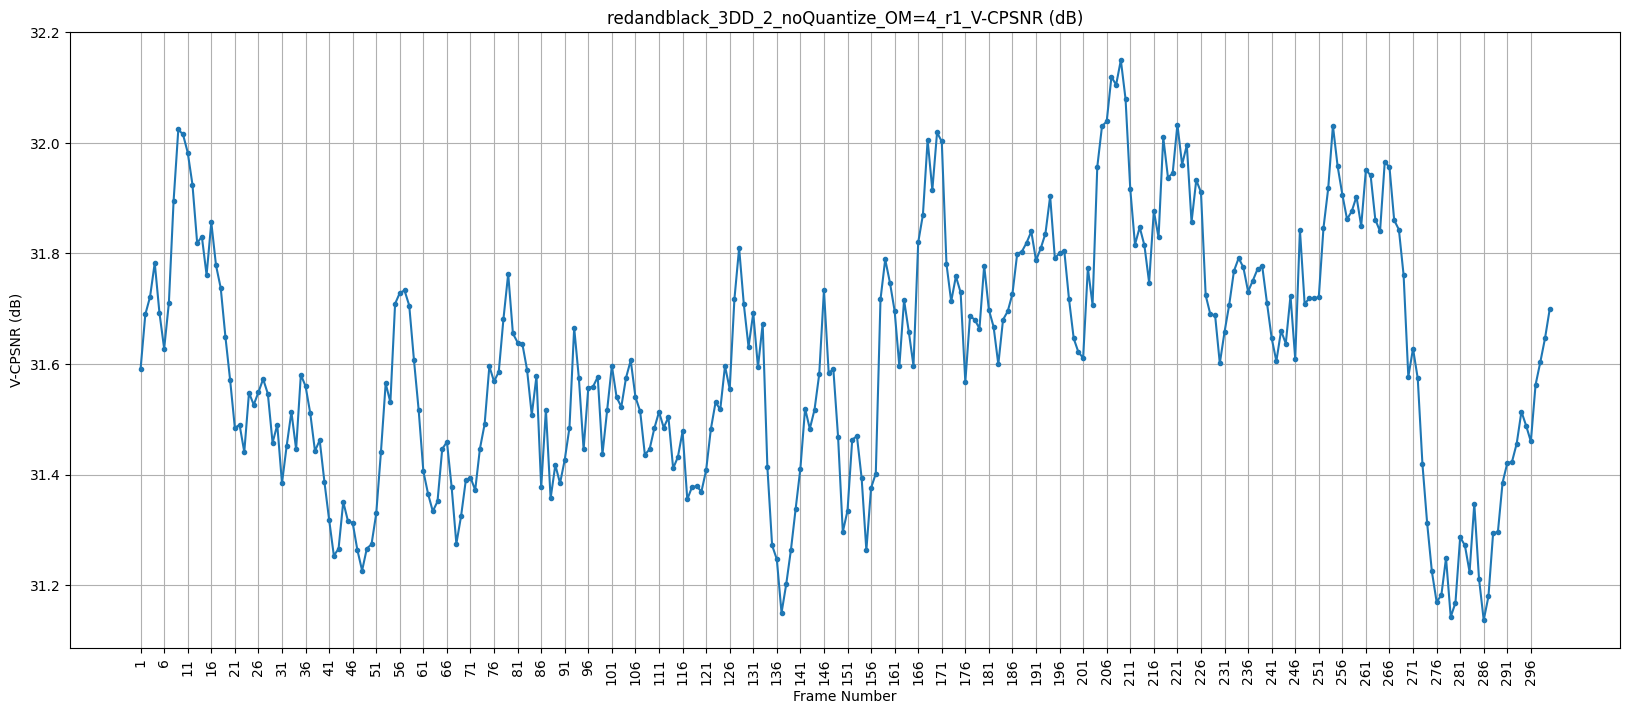 redandblack_3DD_2_noQuantize_OM=4_r1_V-CPSNR (dB)
32.2
32.0
31.8
31.6
31.4
31.2
V-CPSNR (dB)
1 6 11 16 21 26 31 36 41 46 51 56 61 66 71 76 81 86 91 96 101 106 111 116 121 126 131 136 141 146 151 156 161 166 171 176 181 186 191 196 201 206 211 216 221 226 231 236 241 246 251 256 261 266 271 276 281 286 291 296
Frame Number